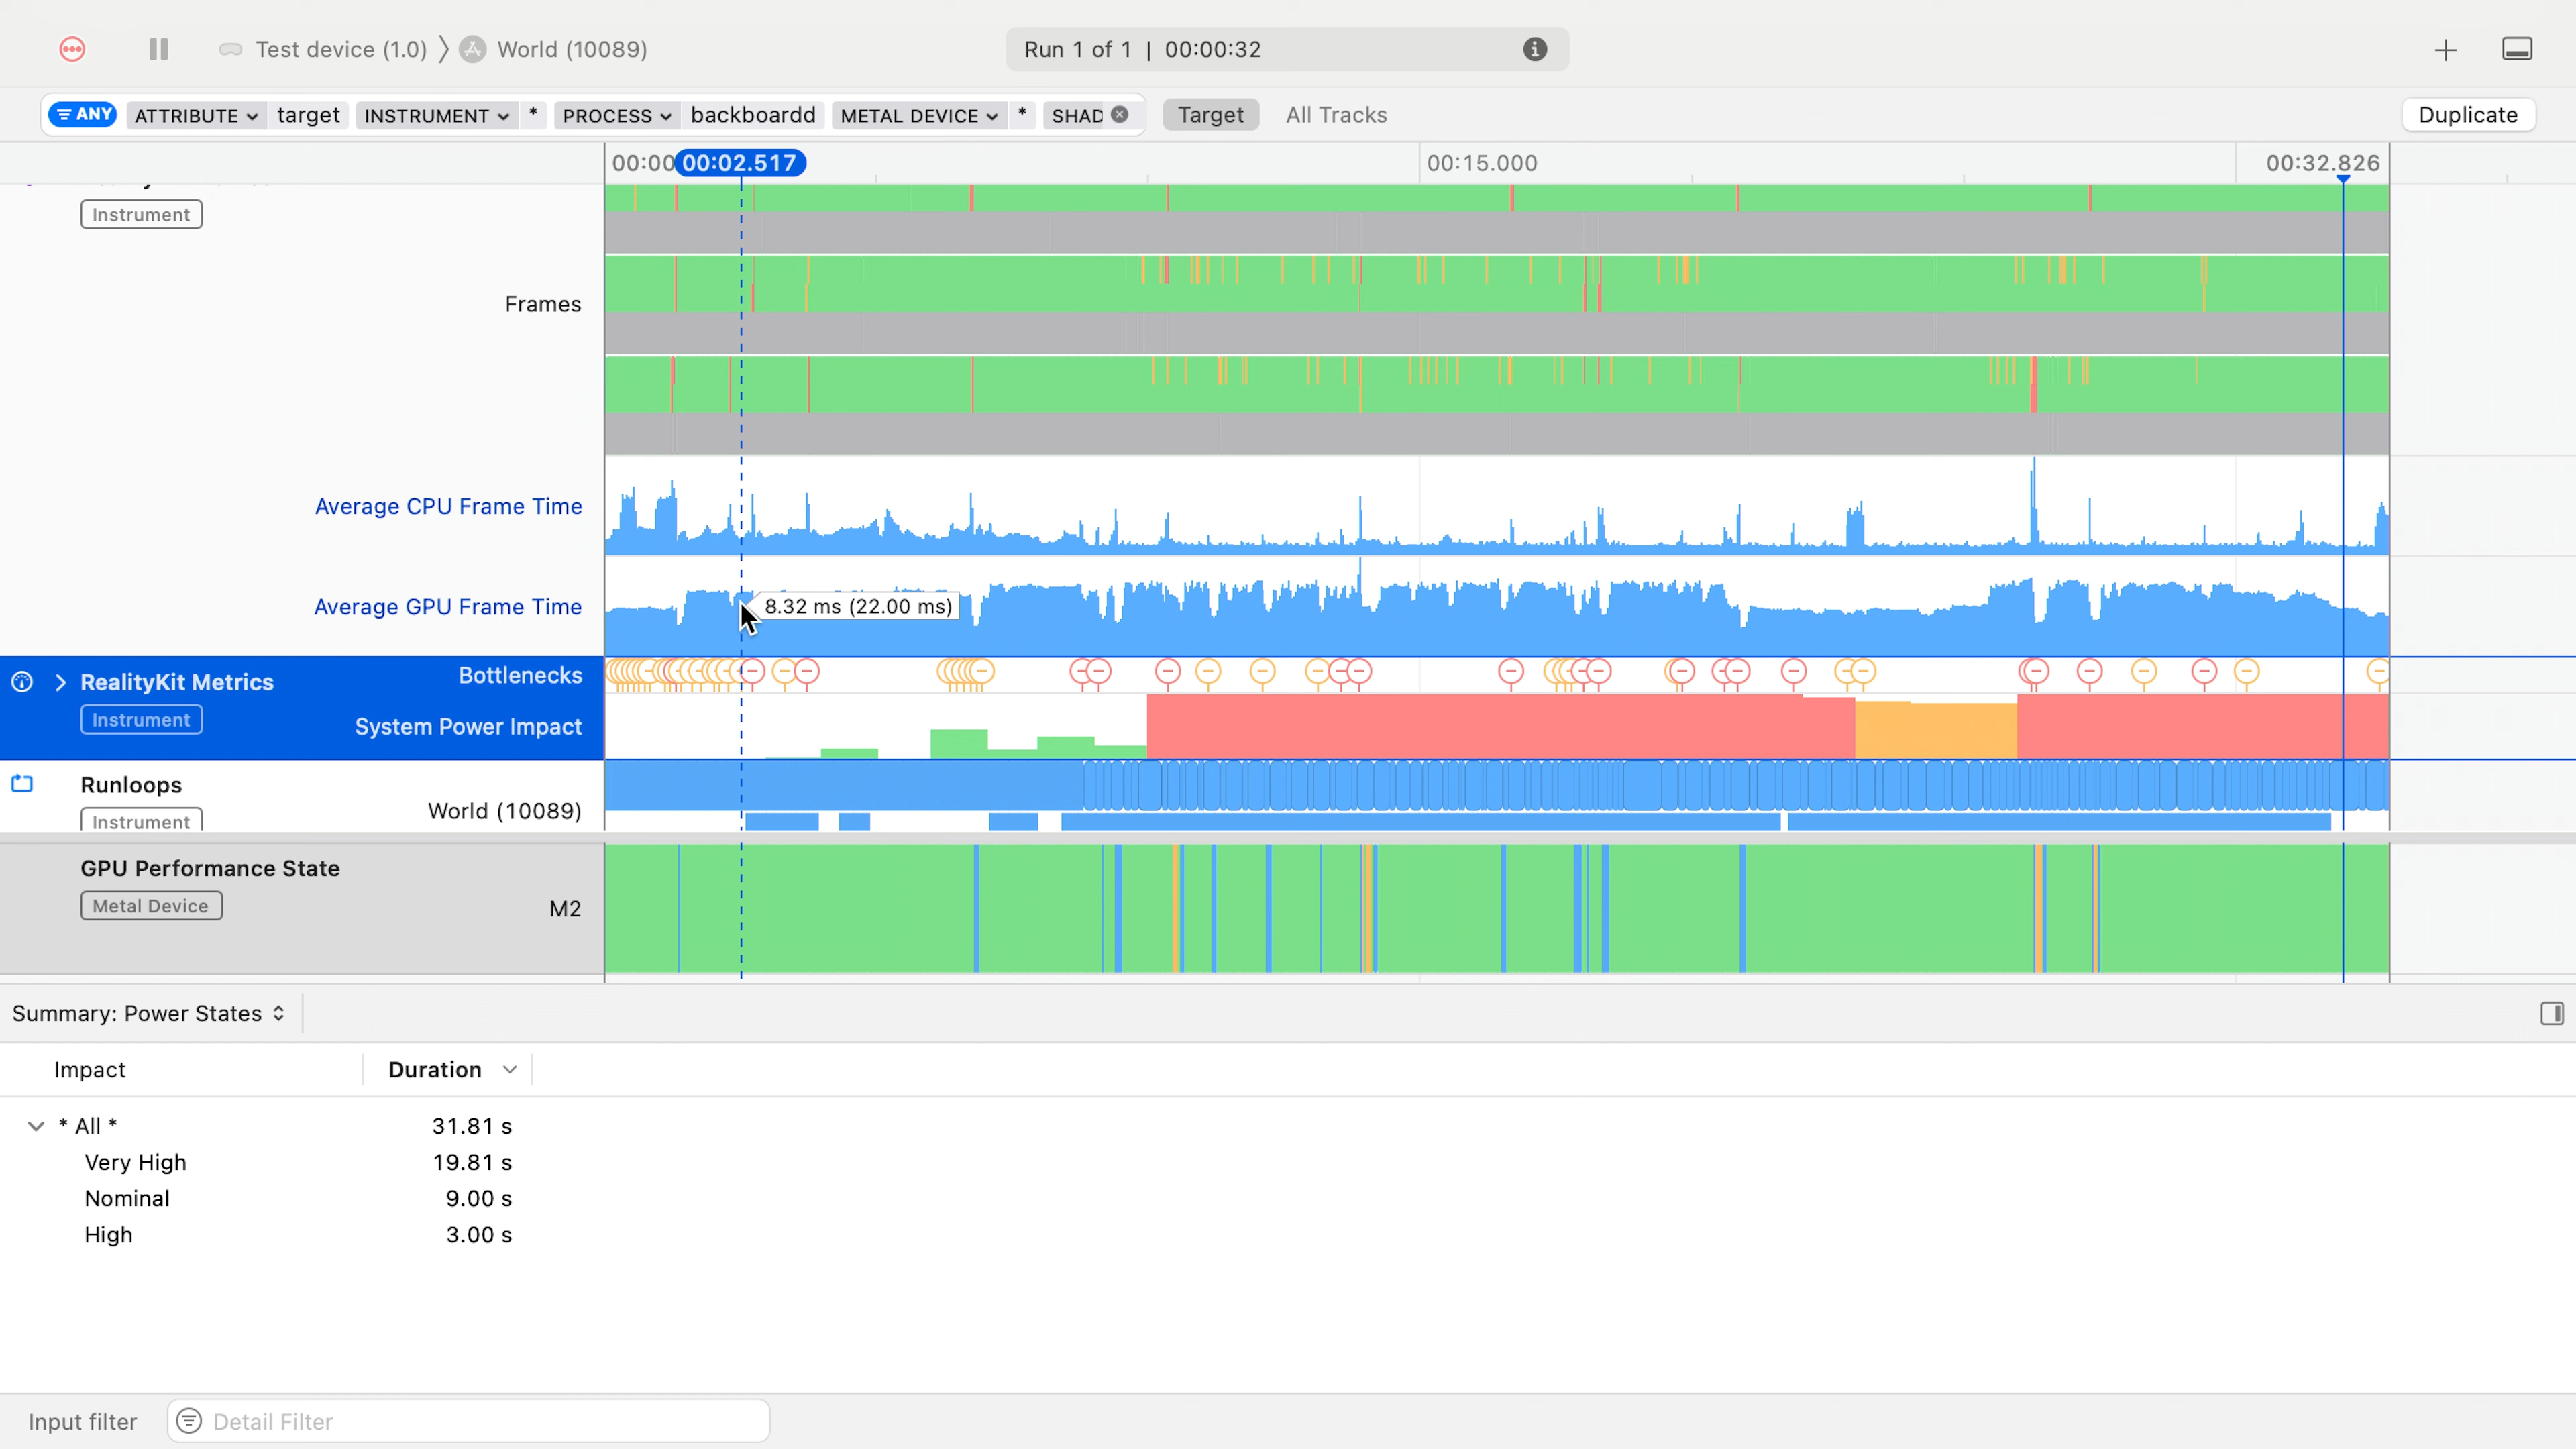 Test device (1.0) World (10089)
Run 1 of 1 | 00:00:32
ANY ATTRIBUTE target INSTRUMENT * PROCESS backboardd METAL DEVICE * SHAD
Target All Tracks
Duplicate
00:00 00:02.517 00:15.000 00:32.826
Instrument
Frames
Average CPU Frame Time
Average GPU Frame Time
8.32 ms (22.00 ms)
RealityKit Metrics
Bottlenecks
Instrument
System Power Impact
Runloops
World (10089)
Instrument
GPU Performance State
Metal Device
M2
Summary: Power States
Impact Duration
* All * 31.81 s
Very High 19.81 s
Nominal 9.00 s
High 3.00 s
Input filter Detail Filter